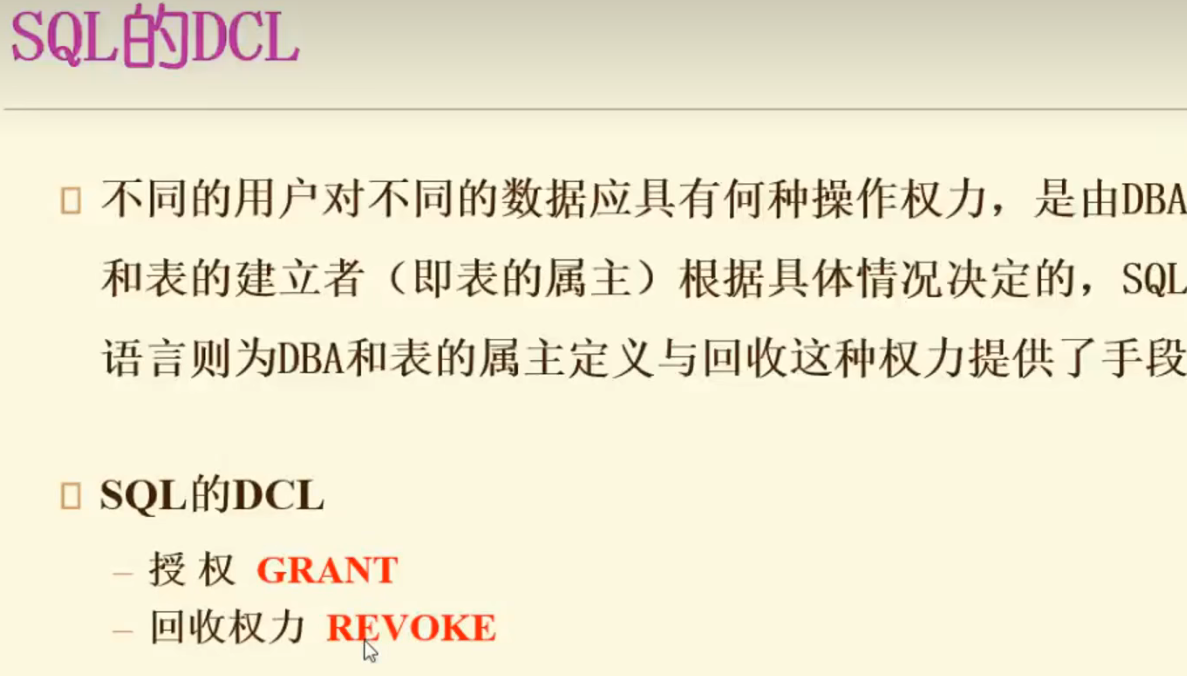 SQL的DCL
不同的用户对不同的数据应具有何种操作权力，是由DBA
和表的建立者（即表的属主）根据具体情况决定的，SQL
语言则为DBA和表的属主定义与回收这种权力提供了手段
SQL的DCL
– 授 权 GRANT
– 回收权力 REVOKE